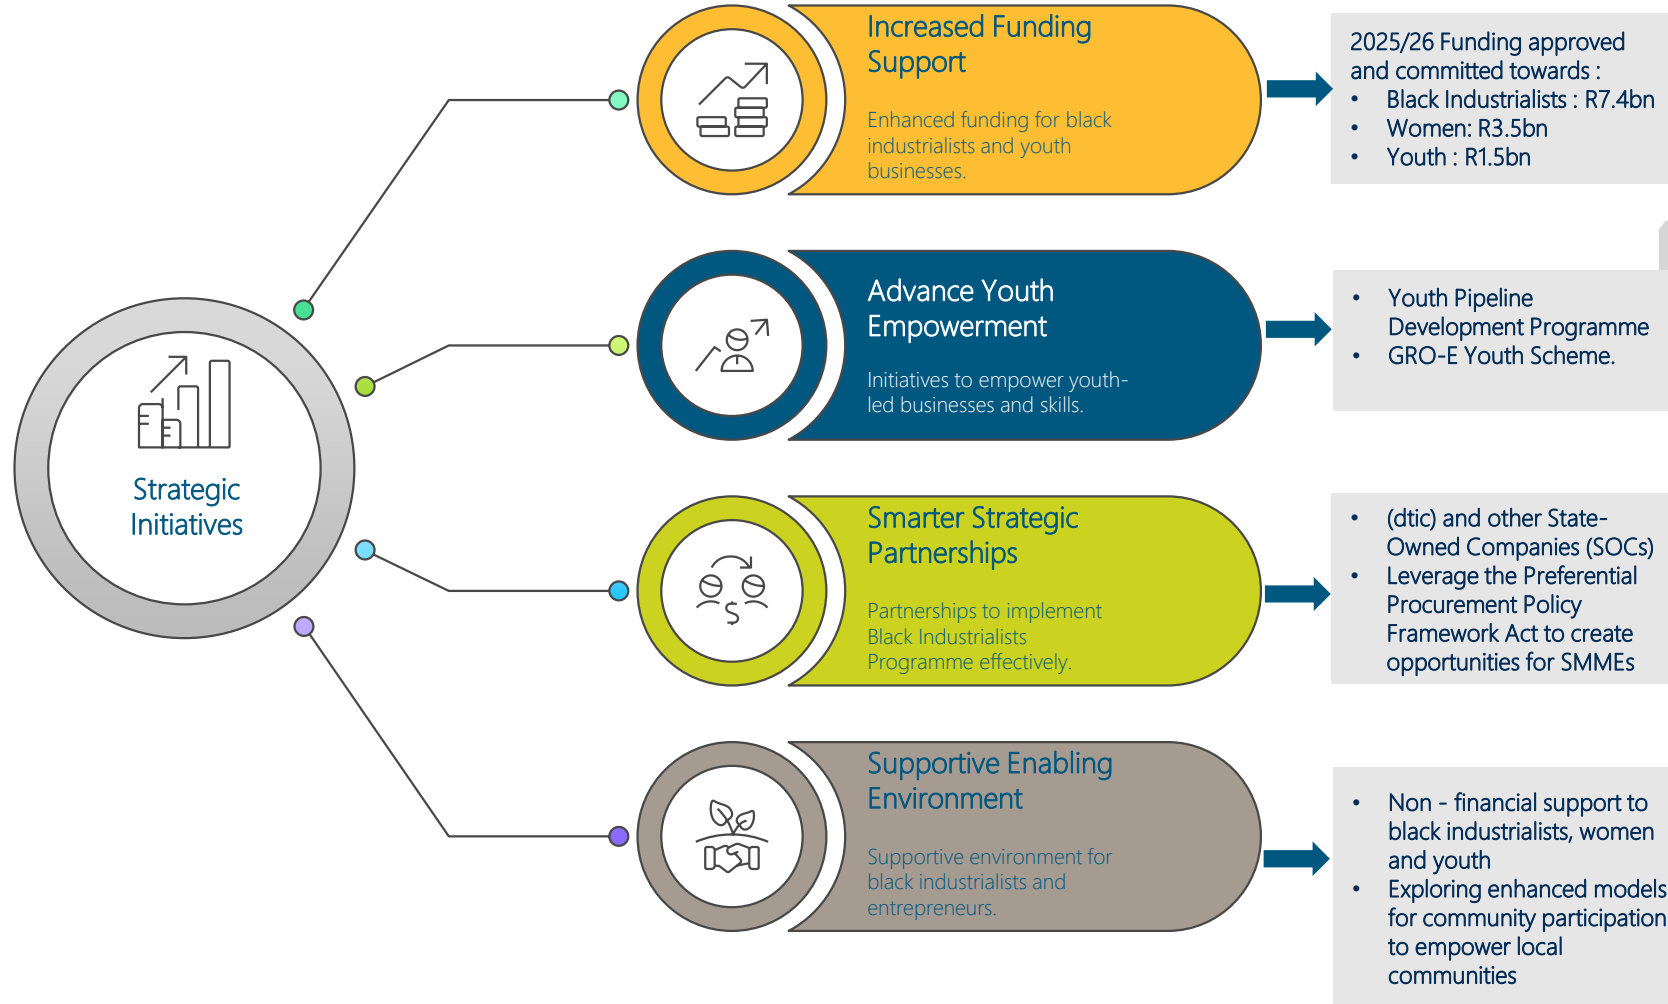 Strategic
Initiatives
Increased Funding
Support
Enhanced funding for black
industrialists and youth
businesses.
2025/26 Funding approved
and committed towards :
• Black Industrialists : R7.4bn
• Women: R3.5bn
• Youth : R1.5bn
Advance Youth
Empowerment
Initiatives to empower youth-
led businesses and skills.
• Youth Pipeline
Development Programme
• GRO-E Youth Scheme.
Smarter Strategic
Partnerships
Partnerships to implement
Black Industrialists
Programme effectively.
• (dtic) and other State-
Owned Companies (SOCs)
• Leverage the Preferential
Procurement Policy
Framework Act to create
opportunities for SMMEs
Supportive Enabling
Environment
Supportive environment for
black industrialists and
entrepreneurs.
• Non - financial support to
black industrialists, women
and youth
• Exploring enhanced models
for community participation
to empower local
communities